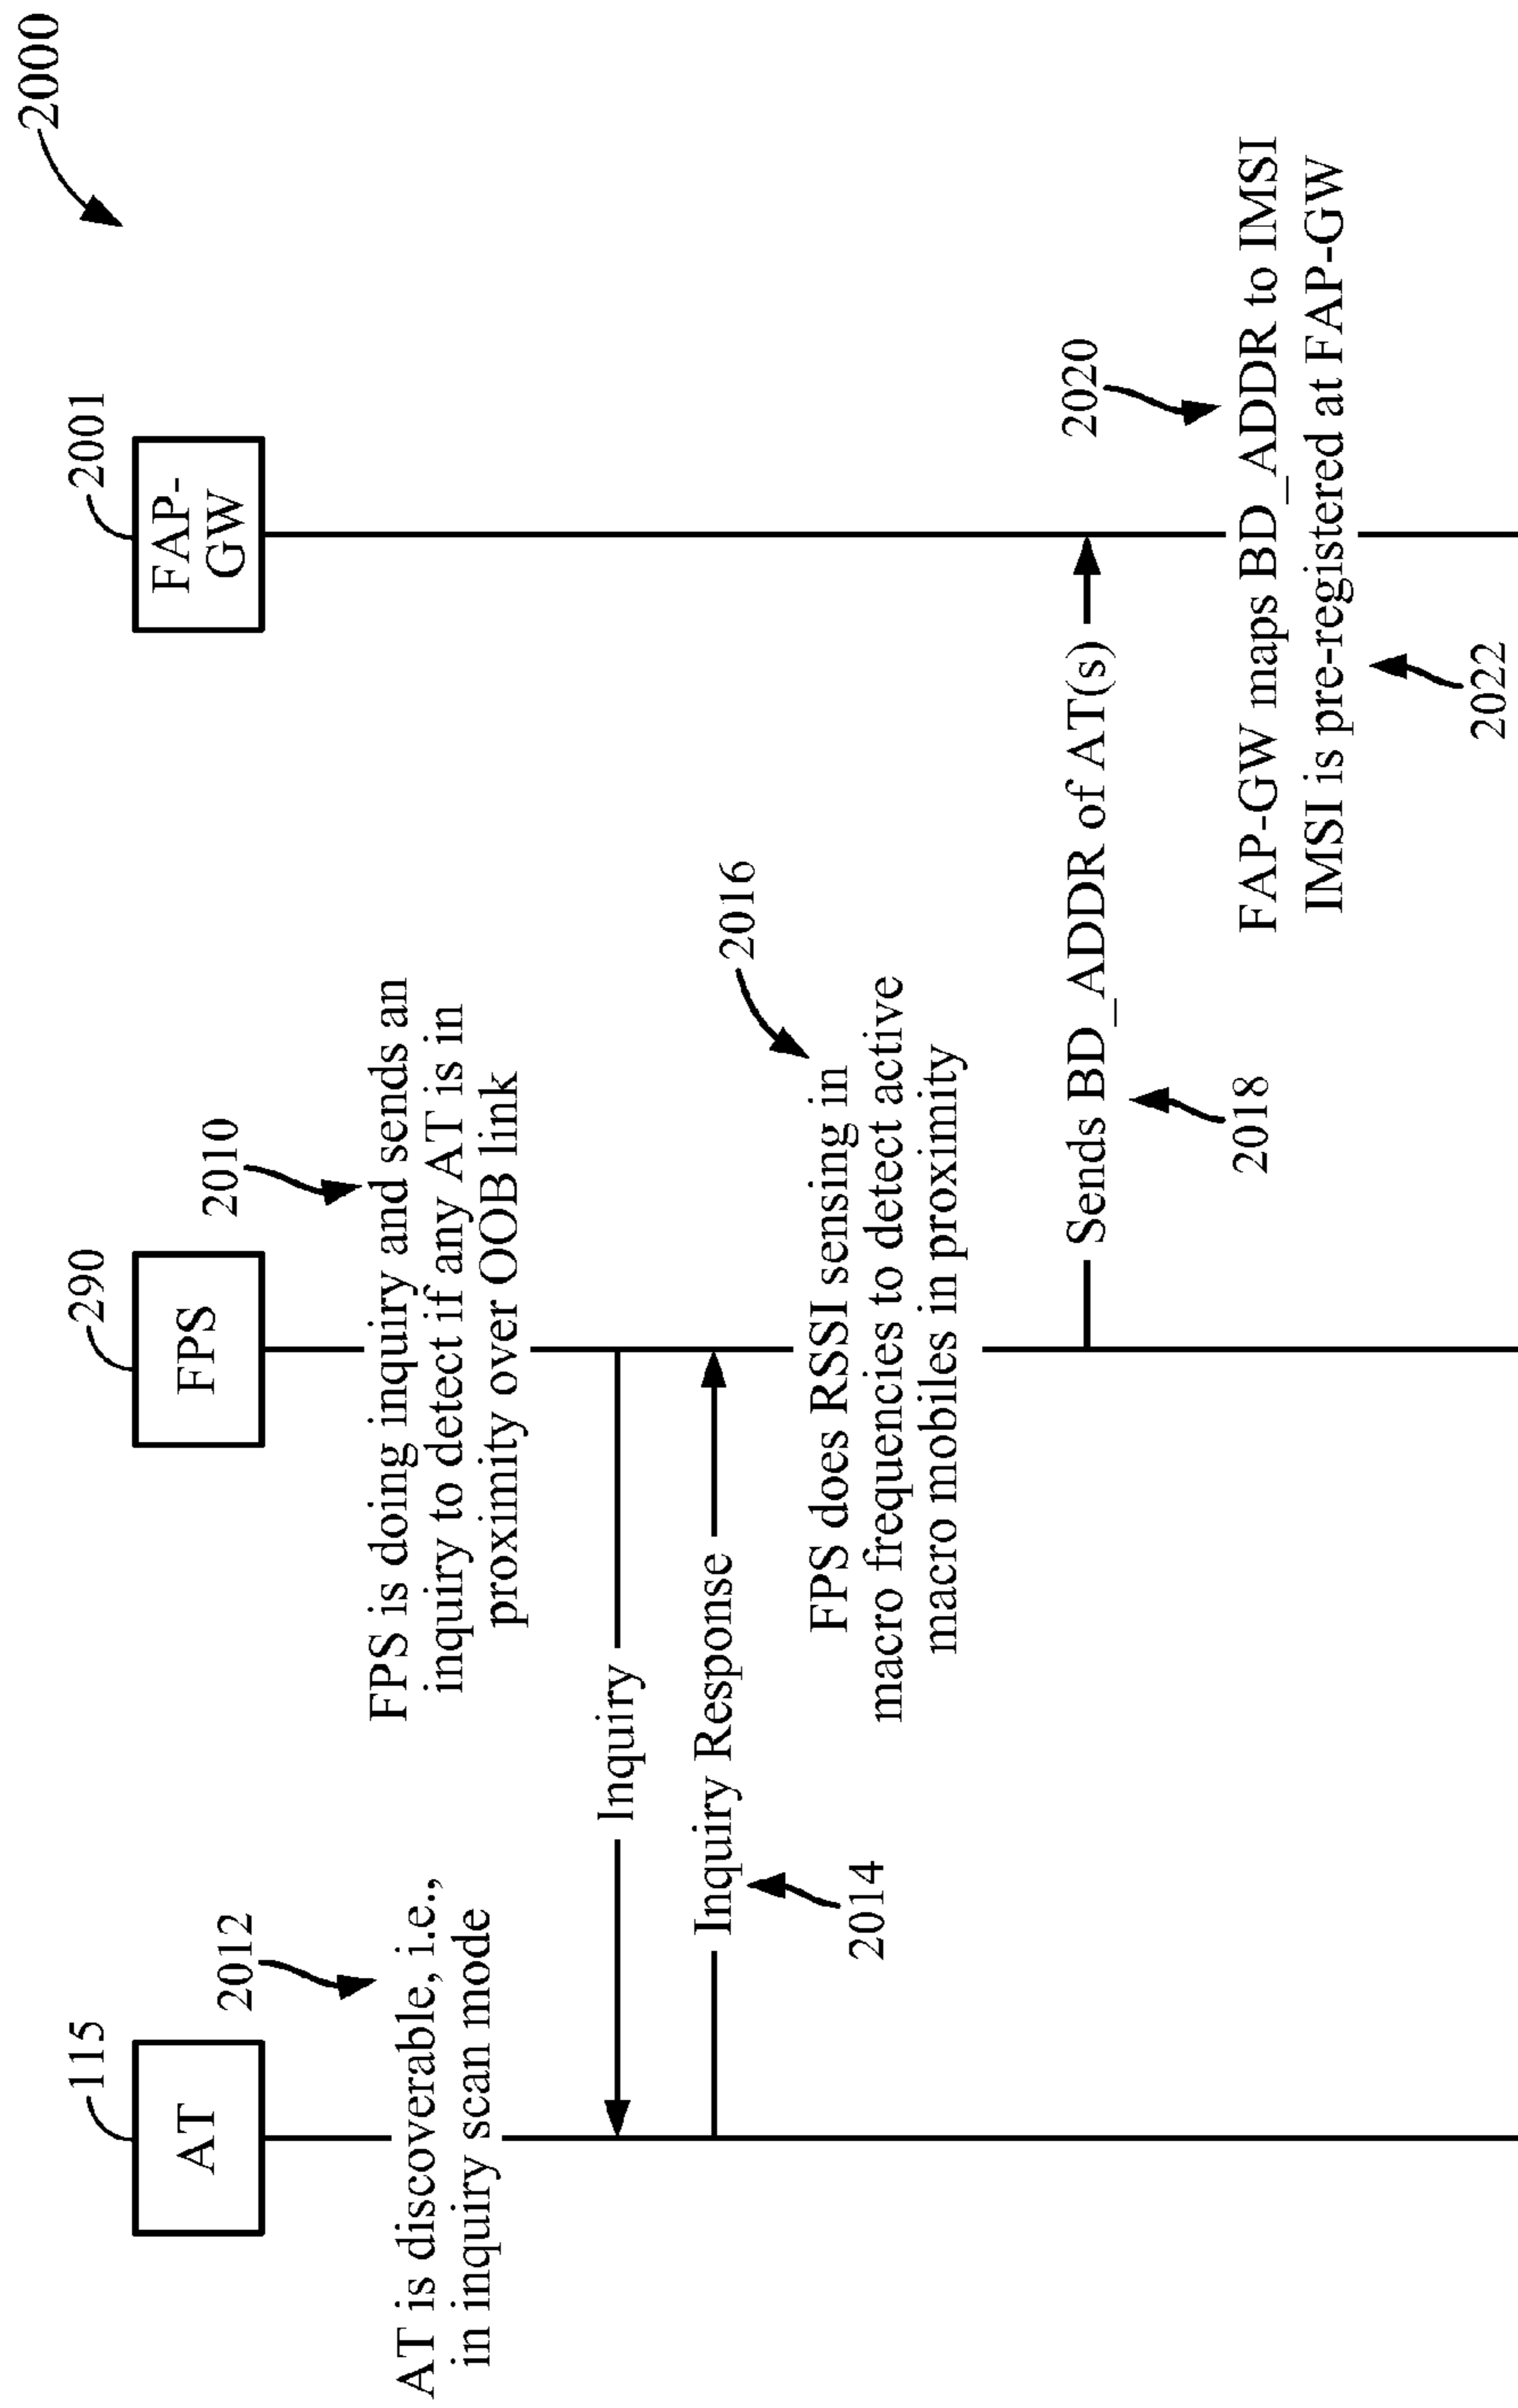 2000
115
290
2001
AT
FPS
FAP-
GW
2012
2010
AT is discoverable, i.e.,
in inquiry scan mode
FPS is doing inquiry and sends an
inquiry to detect if any AT is in
proximity over OOB link
Inquiry
Inquiry Response
2014
2016
FPS does RSSI sensing in
macro frequencies to detect active
macro mobiles in proximity
Sends BD_ADDR of AT(s)
2018
2020
FAP-GW maps BD_ADDR to IMSI
IMSI is pre-registered at FAP-GW
2022